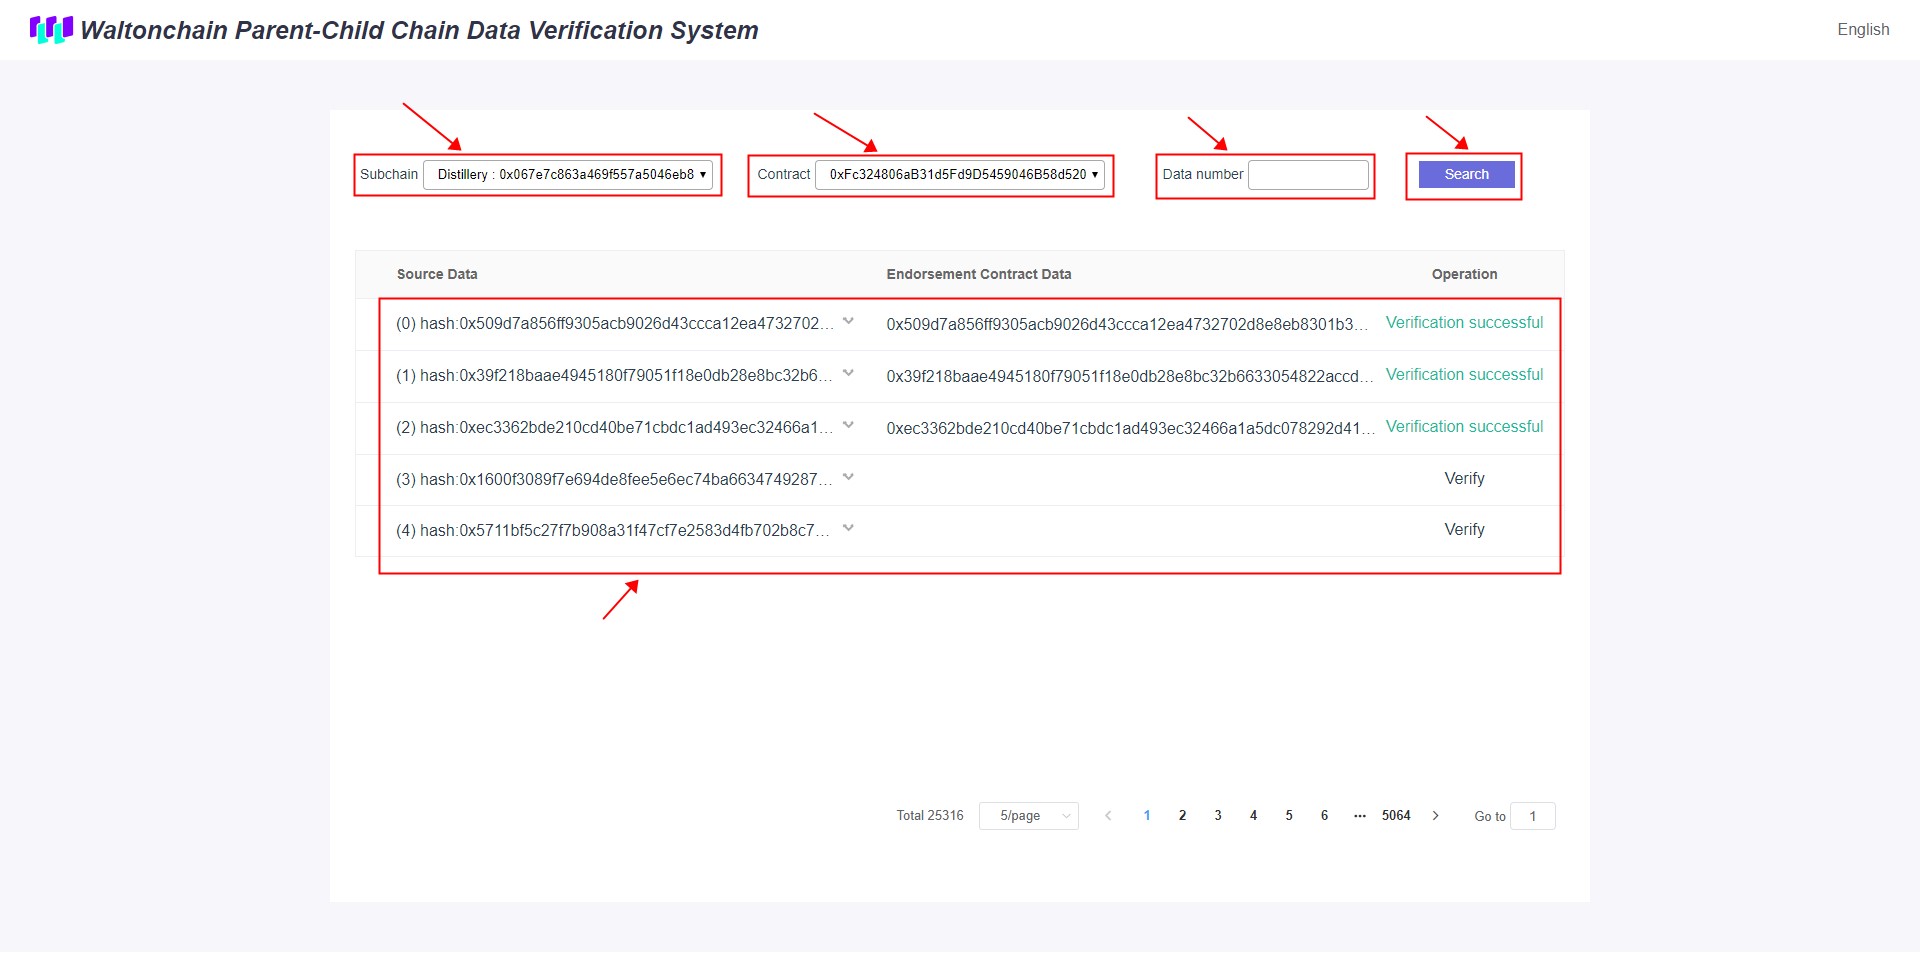 Waltonchain Parent-Child Chain Data Verification System
English
Subchain Distillery : 0x067e7c863a469f557a5046eb8
Contract 0xFc324806aB31d5Fd9D5459046B58d520
Data number
Search
Source Data Endorsement Contract Data Operation
(0) hash:0x509d7a856ff9305acb9026d43ccca12ea4732702... 0x509d7a856ff9305acb9026d43ccca12ea4732702d8e8eb8301b3... Verification successful
(1) hash:0x39f218baae4945180f79051f18e0db28e8bc32b6... 0x39f218baae4945180f79051f18e0db28e8bc32b6633054822accd... Verification successful
(2) hash:0xec3362bde210cd40be71cbdc1ad493ec32466a1... 0xec3362bde210cd40be71cbdc1ad493ec32466a1a5dc078292d41... Verification successful
(3) hash:0x1600f3089f7e694de8fee5e6ec74ba6634749287... Verify
(4) hash:0x5711bf5c27f7b908a31f47cf7e2583d4fb702b8c7... Verify
Total 25316 5/page 1 2 3 4 5 6 ... 5064 Go to 1